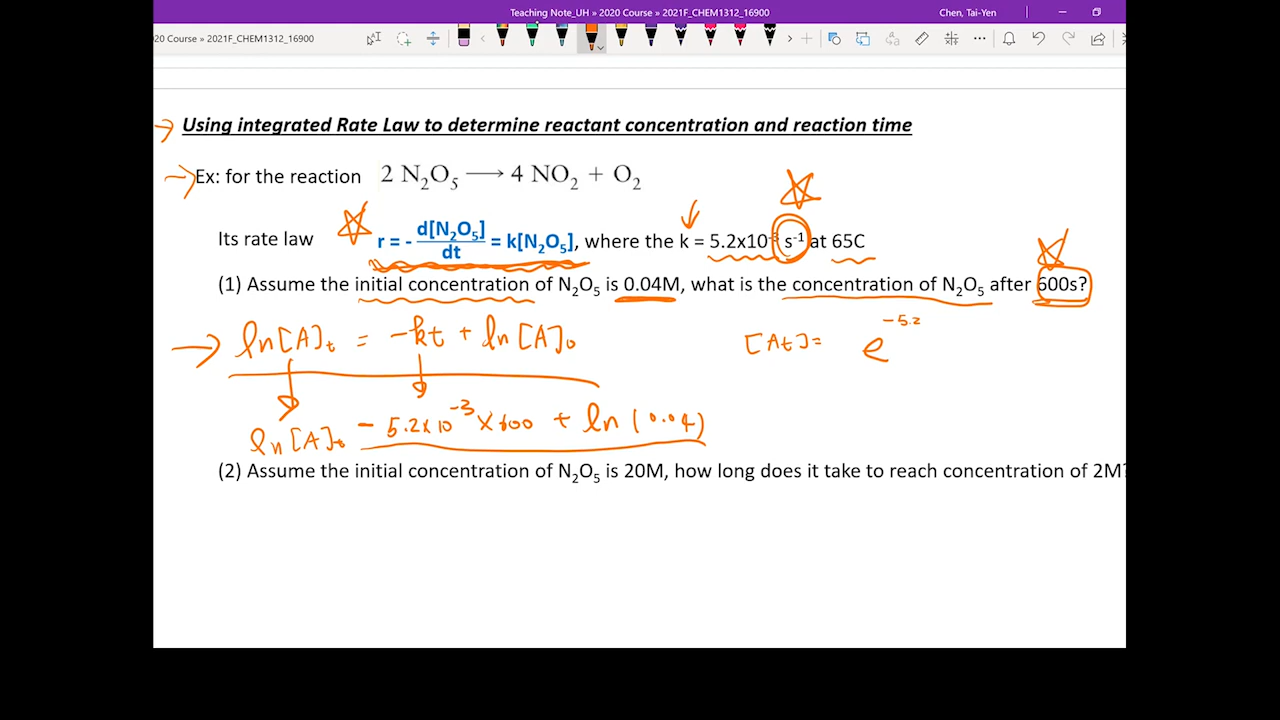 Teaching Note_UH » 2020 Course » 2021F_CHEM1312_16900
Chen, Tai-Yen
20 Course » 2021F_CHEM1312_16900
Using integrated Rate Law to determine reactant concentration and reaction time
Ex: for the reaction 2 N₂O₅ ⟶ 4 NO₂ + O₂
Its rate law r = - d[N₂O₅]/dt = k[N₂O₅], where the k = 5.2x10⁻³ s⁻¹ at 65C
(1) Assume the initial concentration of N₂O₅ is 0.04M, what is the concentration of N₂O₅ after 600s?
→ ln[A]ₜ = -kt + ln[A]₀
[At]= e^-5.2
ln[A]ₜ - 5.2x10⁻³ x600 + ln(0.04)
(2) Assume the initial concentration of N₂O₅ is 20M, how long does it take to reach concentration of 2M?